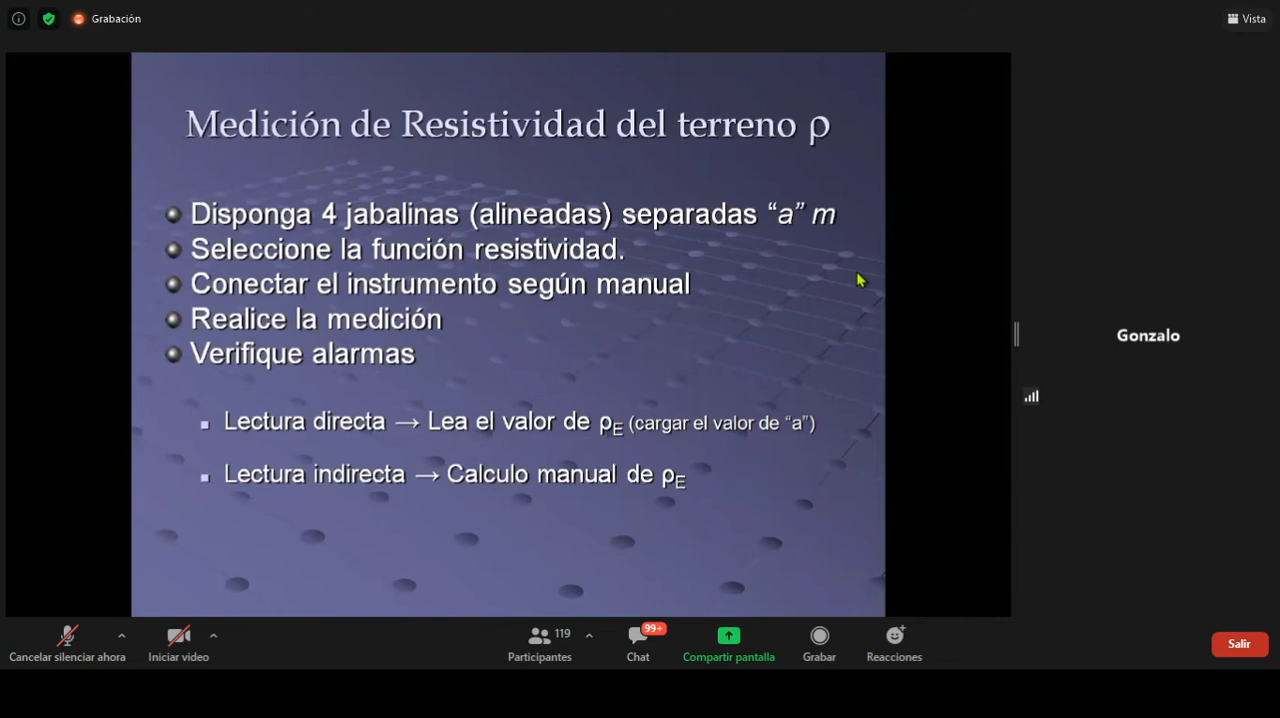 Grabación
Vista
Medición de Resistividad del terreno ρ
Disponga 4 jabalinas (alineadas) separadas “a” m
Seleccione la función resistividad.
Conectar el instrumento según manual
Realice la medición
Verifique alarmas
Lectura directa → Lea el valor de ρE (cargar el valor de “a”)
Lectura indirecta → Calculo manual de ρE
Gonzalo
99+
119
Cancelar silenciar ahora
Iniciar video
Participantes
Chat
Compartir pantalla
Grabar
Reacciones
Salir